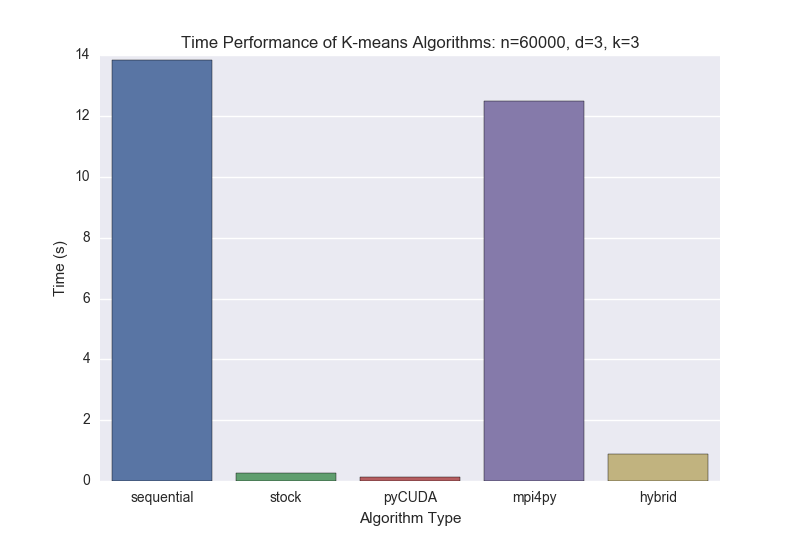 Time Performance of K-means Algorithms: n=60000, d=3, k=3
14
12
10
8
6
4
2
0
Time (s)
sequential stock pyCUDA mpi4py hybrid
Algorithm Type